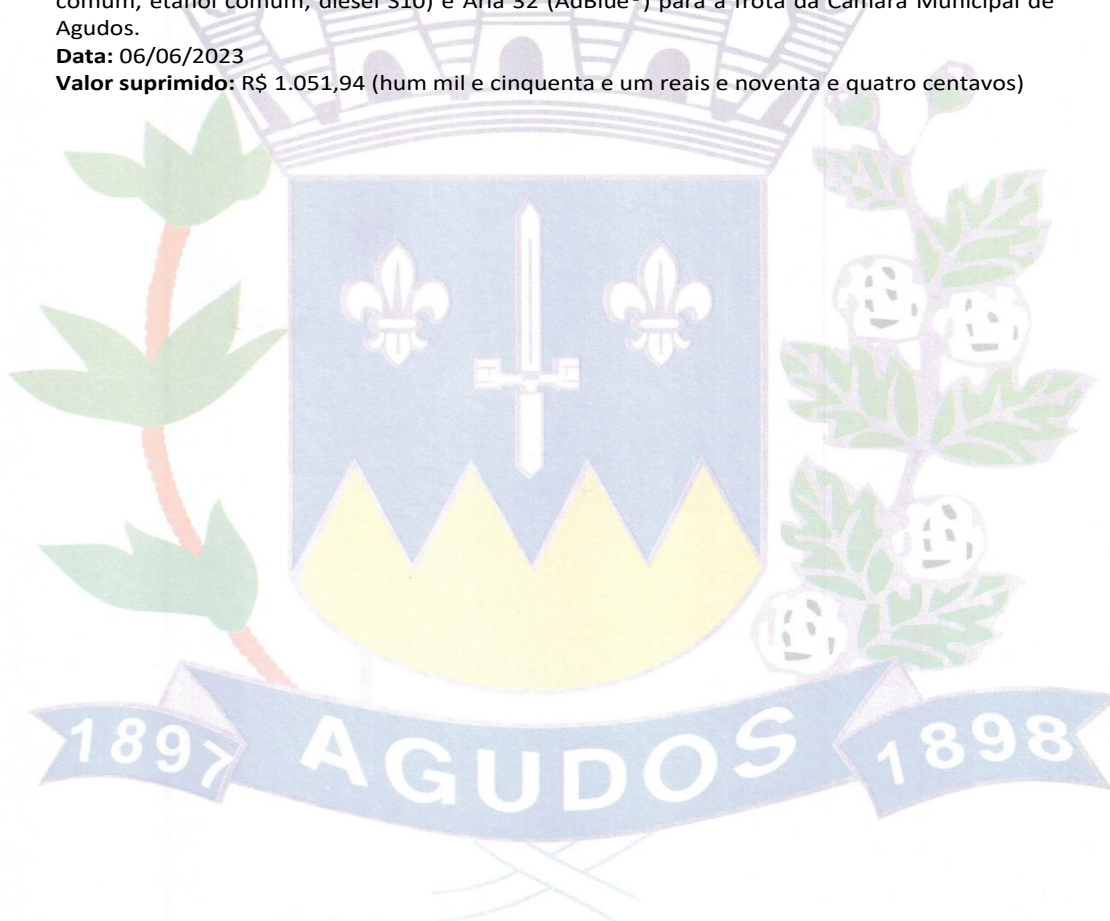 comum, etanol comum, diesel S10) e Arla 32 (AdBlue®) para a frota da Câmara Municipal de
Agudos.
Data: 06/06/2023
Valor suprimido: R$ 1.051,94 (hum mil e cinquenta e um reais e noventa e quatro centavos)
1897 AGUDOS 1898